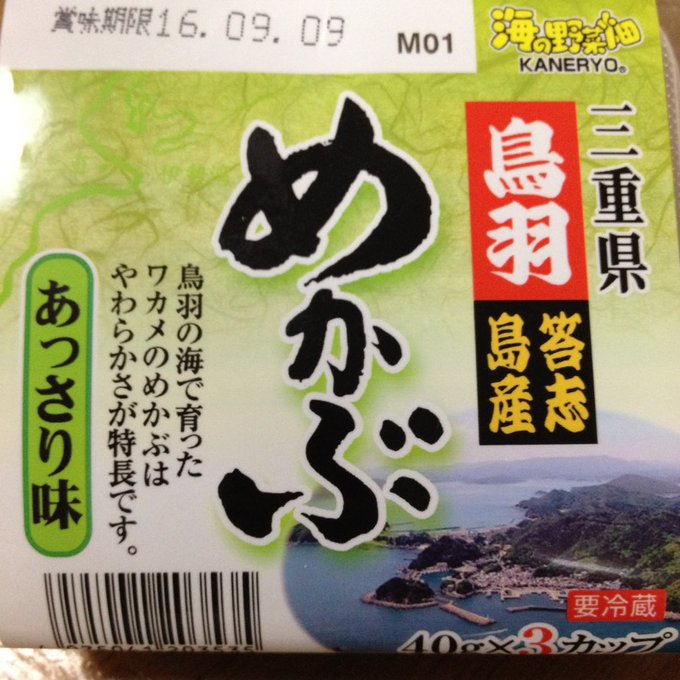 賞味期限16.09.09
M01
海の野菜畑
KANERYO®
三重県
鳥羽
答志
島産
めかぶ
鳥羽の海で育った
ワカメのめかぶは
やわらかさが特長です。
あっさり味
要冷蔵
40g×3カップ